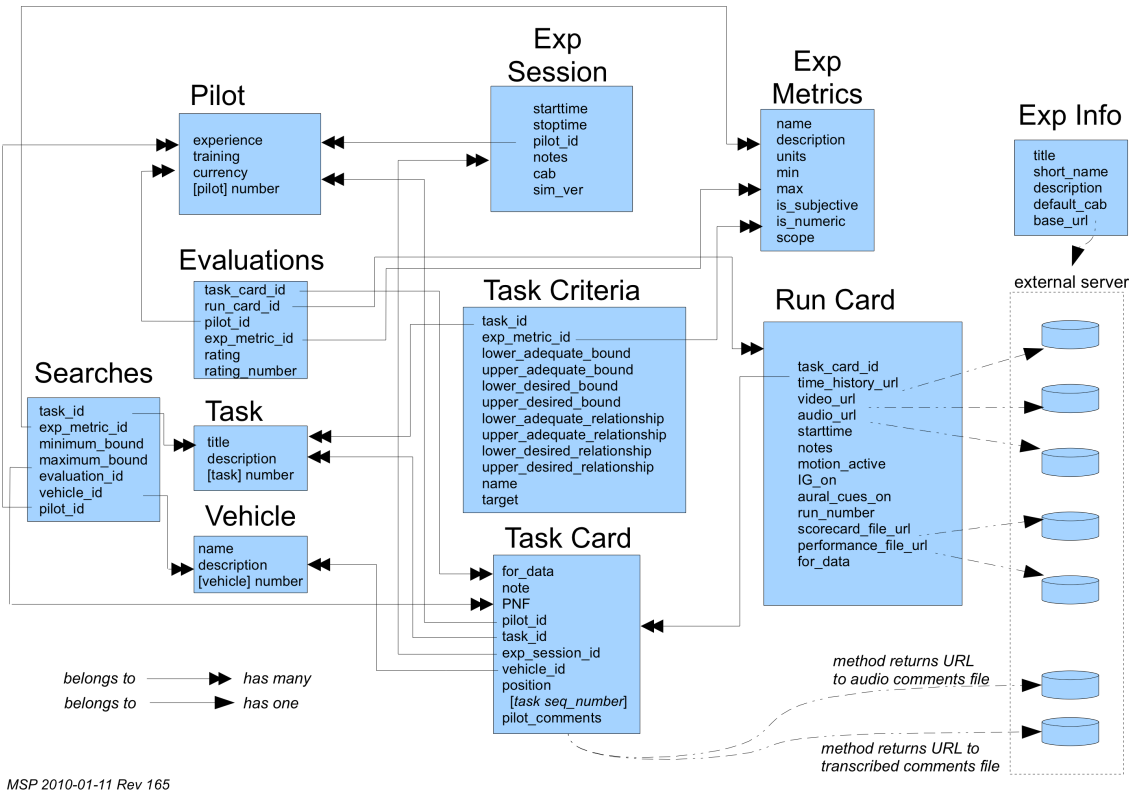 Exp
Session
starttime
stoptime
pilot_id
notes
cab
sim_ver
Pilot
experience
training
currency
[pilot] number
Exp
Metrics
name
description
units
min
max
is_subjective
is_numeric
scope
Exp Info
title
short_name
description
default_cab
base_url
external server
Evaluations
task_card_id
run_card_id
pilot_id
exp_metric_id
rating
rating_number
Task Criteria
task_id
exp_metric_id
lower_adequate_bound
upper_adequate_bound
lower_desired_bound
upper_desired_bound
lower_adequate_relationship
upper_adequate_relationship
lower_desired_relationship
upper_desired_relationship
name
target
Run Card
task_card_id
time_history_url
video_url
audio_url
starttime
notes
motion_active
IG_on
aural_cues_on
run_number
scorecard_file_url
performance_file_url
for_data
Searches
task_id
exp_metric_id
minimum_bound
maximum_bound
evaluation_id
vehicle_id
pilot_id
Task
title
description
[task] number
Vehicle
name
description
[vehicle] number
Task Card
for_data
note
PNF
pilot_id
task_id
exp_session_id
vehicle_id
position
[task seq_number]
pilot_comments
belongs to has many
belongs to has one
method returns URL
to audio comments file
method returns URL to
transcribed comments file
MSP 2010-01-11 Rev 165